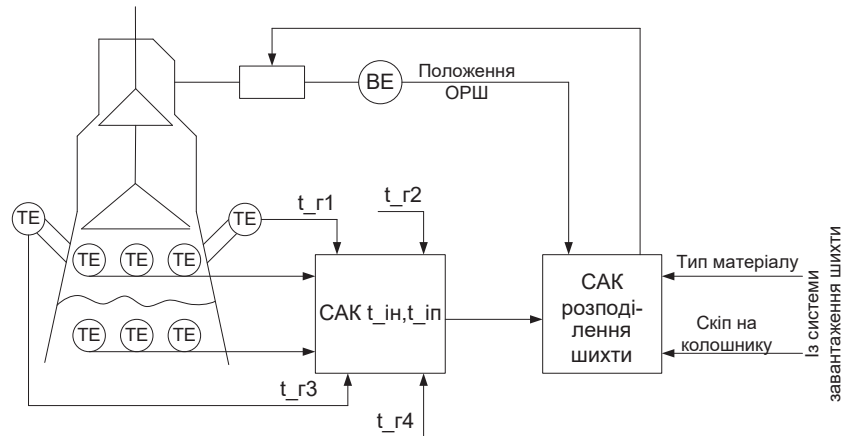 ВЕ
Положення
ОРШ
t_г1
t_г2
ТЕ
ТЕ
ТЕ ТЕ ТЕ
САК t_ін,t_іп
САК
розподі-
лення
шихти
Тип матеріалу
Скіп на
колошнику
Із системи
завантаження шихти
ТЕ ТЕ ТЕ
t_г3
t_г4